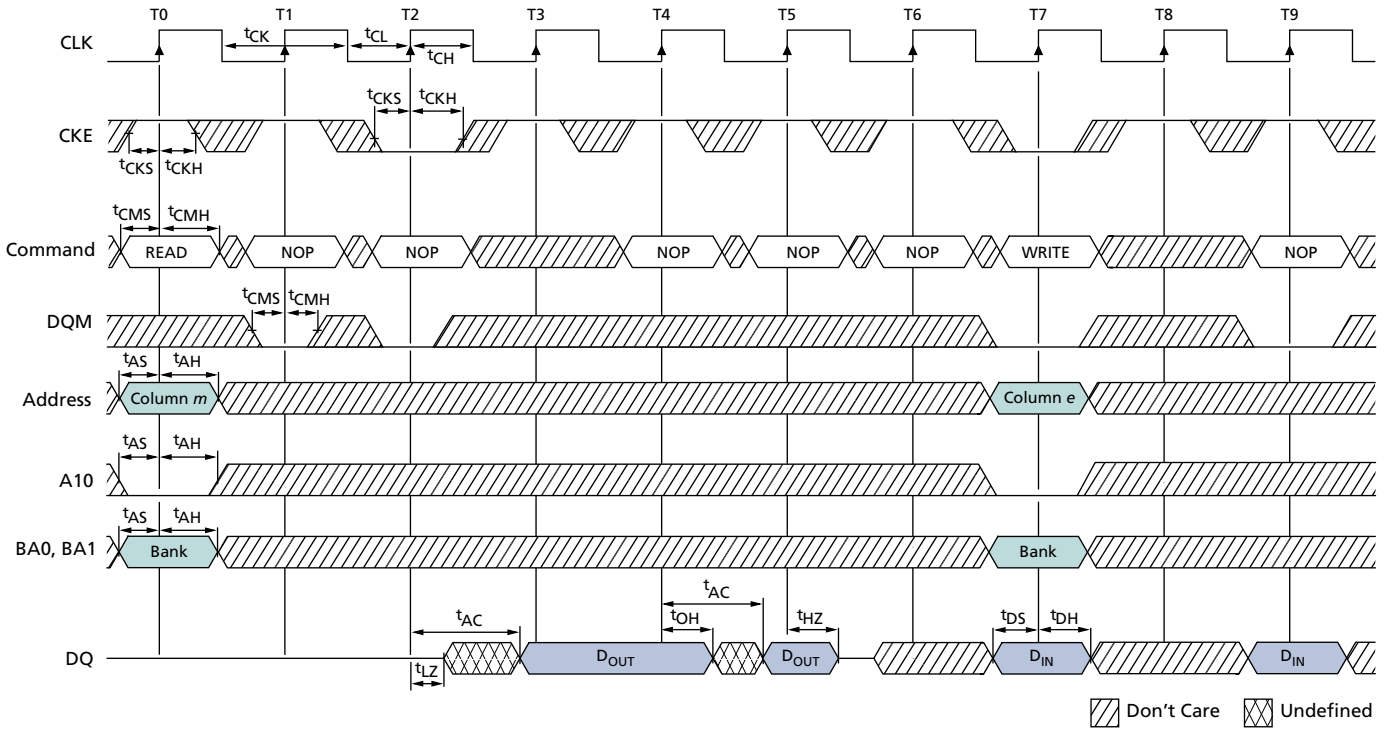 T0 T1 T2 T3 T4 T5 T6 T7 T8 T9
CLK tCK tCL tCH
tCKS tCKH
CKE
tCKS tCKH
tCMS tCMH
Command READ NOP NOP NOP NOP NOP WRITE NOP
tCMS tCMH
DQM
tAS tAH
Address Column m Column e
tAS tAH
A10
tAS tAH
BA0, BA1 Bank Bank
tAC tAC tOH tHZ tDS tDH
DQ DOUT DOUT DIN DIN
tLZ
Don't Care Undefined